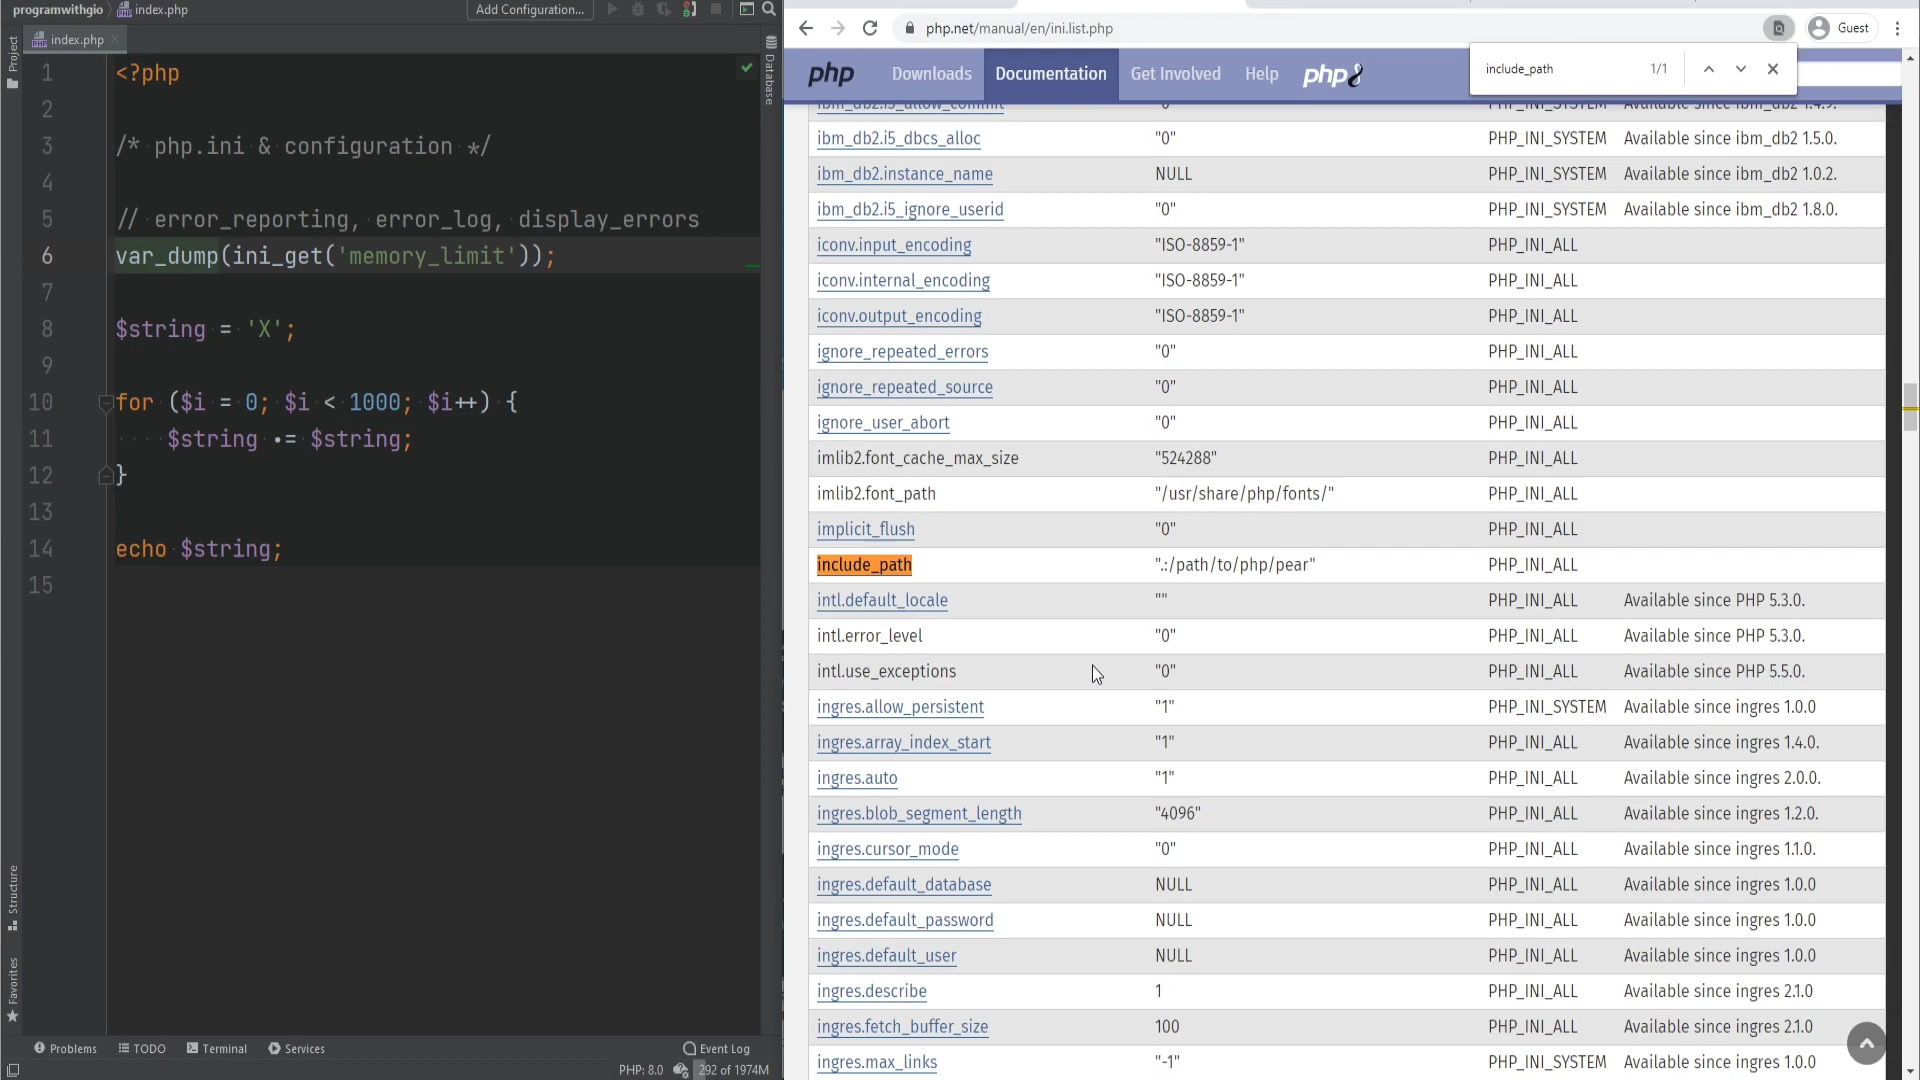 programwithgio
index.php
Add Configuration...
index.php
Project
Database
Structure
Favorites
1 <?php
2
3 /* php.ini & configuration */
4
5 // error_reporting, error_log, display_errors
6 var_dump(ini_get('memory_limit'));
7
8 $string = 'X';
9
10 for ($i = 0; $i < 1000; $i++) {
11 $string .= $string;
12 }
13
14 echo $string;
15
Problems
TODO
Terminal
Services
Event Log
PHP: 8.0
292 of 1974M
php.net/manual/en/ini.list.php
Guest
php
Downloads
Documentation
Get Involved
Help
php8
include_path
1/1
ibm_db2.i5_allow_commit "0" PHP_INI_SYSTEM Available since ibm_db2 1.4.9.
ibm_db2.i5_dbcs_alloc "0" PHP_INI_SYSTEM Available since ibm_db2 1.5.0.
ibm_db2.instance_name NULL PHP_INI_SYSTEM Available since ibm_db2 1.0.2.
ibm_db2.i5_ignore_userid "0" PHP_INI_SYSTEM Available since ibm_db2 1.8.0.
iconv.input_encoding "ISO-8859-1" PHP_INI_ALL
iconv.internal_encoding "ISO-8859-1" PHP_INI_ALL
iconv.output_encoding "ISO-8859-1" PHP_INI_ALL
ignore_repeated_errors "0" PHP_INI_ALL
ignore_repeated_source "0" PHP_INI_ALL
ignore_user_abort "0" PHP_INI_ALL
imlib2.font_cache_max_size "524288" PHP_INI_ALL
imlib2.font_path "/usr/share/php/fonts/" PHP_INI_ALL
implicit_flush "0" PHP_INI_ALL
include_path ".:/path/to/php/pear" PHP_INI_ALL
intl.default_locale "" PHP_INI_ALL Available since PHP 5.3.0.
intl.error_level "0" PHP_INI_ALL Available since PHP 5.3.0.
intl.use_exceptions "0" PHP_INI_ALL Available since PHP 5.5.0.
ingres.allow_persistent "1" PHP_INI_SYSTEM Available since ingres 1.0.0
ingres.array_index_start "1" PHP_INI_ALL Available since ingres 1.4.0.
ingres.auto "1" PHP_INI_ALL Available since ingres 2.0.0.
ingres.blob_segment_length "4096" PHP_INI_ALL Available since ingres 1.2.0.
ingres.cursor_mode "0" PHP_INI_ALL Available since ingres 1.1.0.
ingres.default_database NULL PHP_INI_ALL Available since ingres 1.0.0
ingres.default_password NULL PHP_INI_ALL Available since ingres 1.0.0
ingres.default_user NULL PHP_INI_ALL Available since ingres 1.0.0
ingres.describe 1 PHP_INI_ALL Available since ingres 2.1.0
ingres.fetch_buffer_size 100 PHP_INI_ALL Available since ingres 2.1.0
ingres.max_links "-1" PHP_INI_SYSTEM Available since ingres 1.0.0